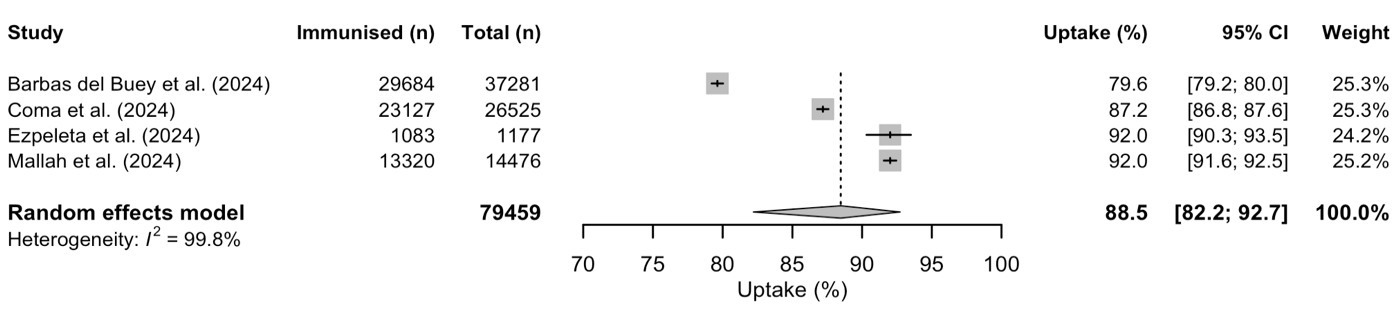 Study Immunised (n) Total (n) Uptake (%) 95% CI Weight
Barbas del Buey et al. (2024) 29684 37281 79.6 [79.2; 80.0] 25.3%
Coma et al. (2024) 23127 26525 87.2 [86.8; 87.6] 25.3%
Ezpeleta et al. (2024) 1083 1177 92.0 [90.3; 93.5] 24.2%
Mallah et al. (2024) 13320 14476 92.0 [91.6; 92.5] 25.2%
Random effects model 79459 88.5 [82.2; 92.7] 100.0%
Heterogeneity: I² = 99.8%
70 75 80 85 90 95 100
Uptake (%)